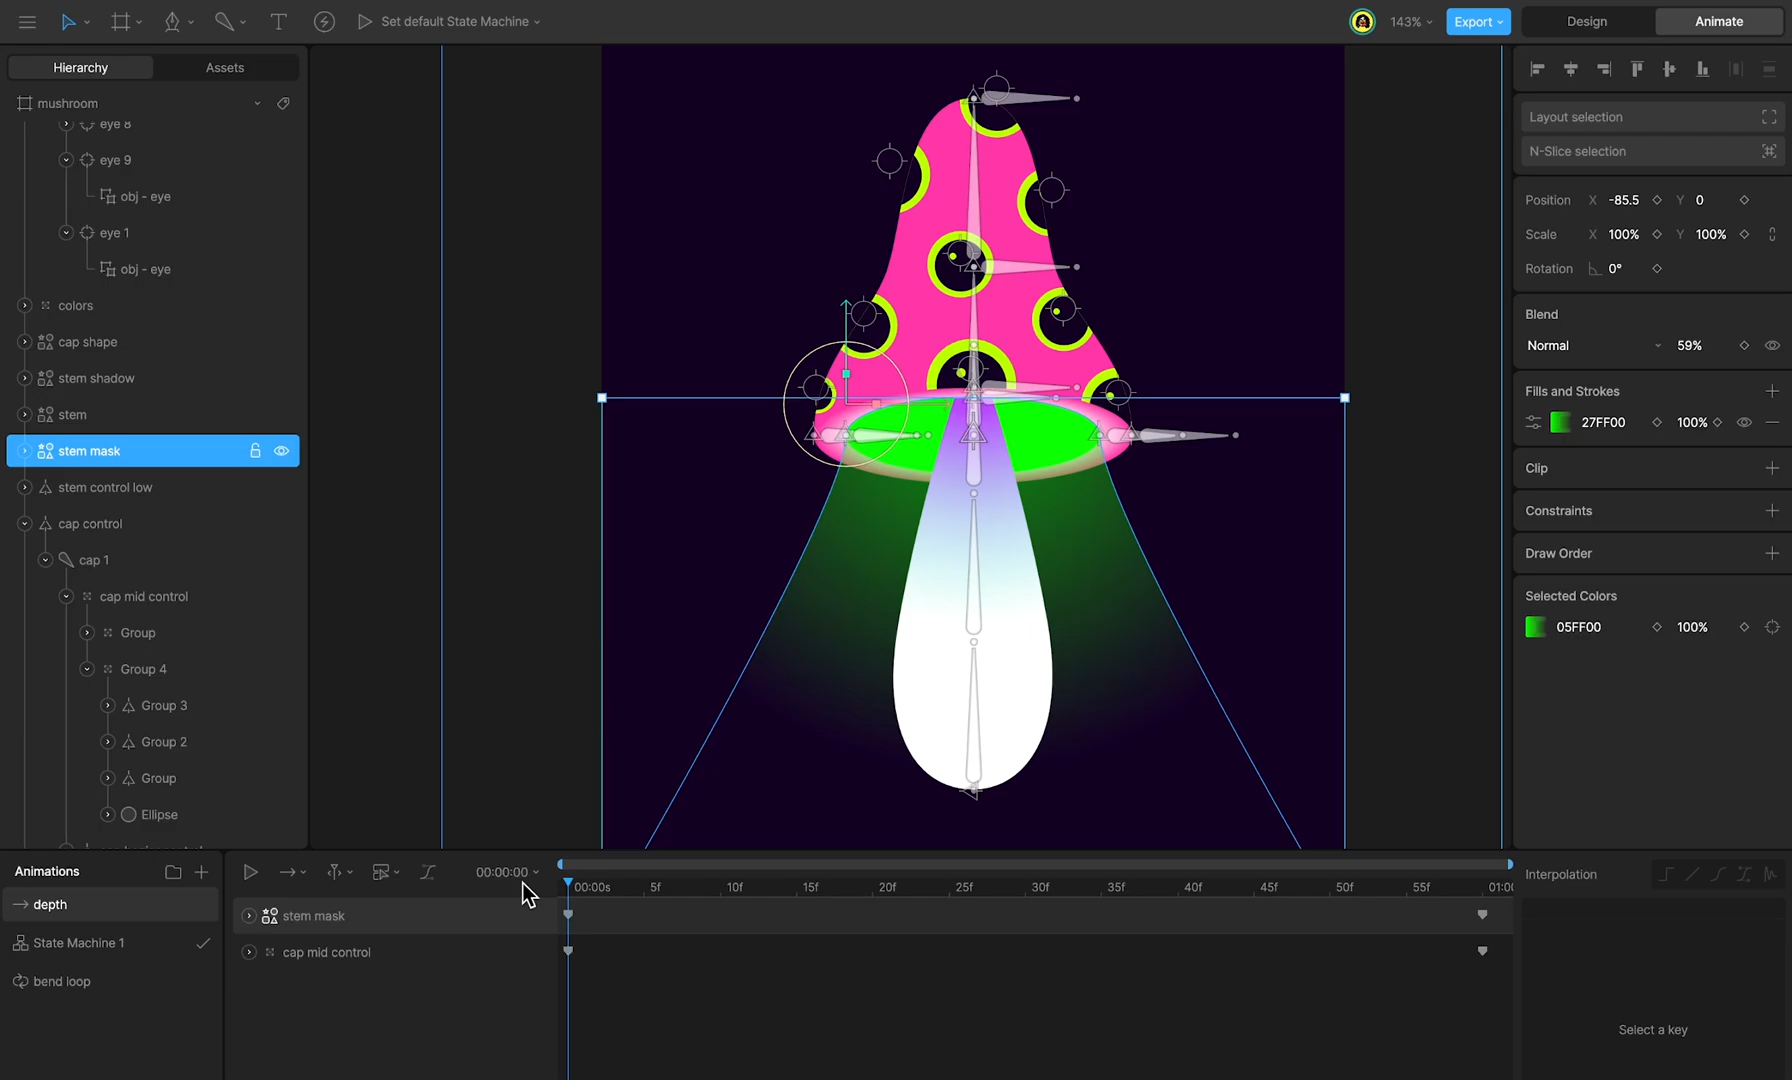 Set default State Machine
143%
Export
Design
Animate
Hierarchy
Assets
mushroom
eye 8
eye 9
obj - eye
eye 1
obj - eye
colors
cap shape
stem shadow
stem
stem mask
stem control low
cap control
cap 1
cap mid control
Group
Group 4
Group 3
Group 2
Group
Ellipse
Layout selection
N-Slice selection
Position X -85.5 Y 0
Scale X 100% Y 100%
Rotation 0°
Blend
Normal 59%
Fills and Strokes
27FF00 100%
Clip
Constraints
Draw Order
Selected Colors
05FF00 100%
Animations
depth
State Machine 1
bend loop
00:00:00
00:00s 5f 10f 15f 20f 25f 30f 35f 40f 45f 50f 55f 01:0
stem mask
cap mid control
Interpolation
Select a key